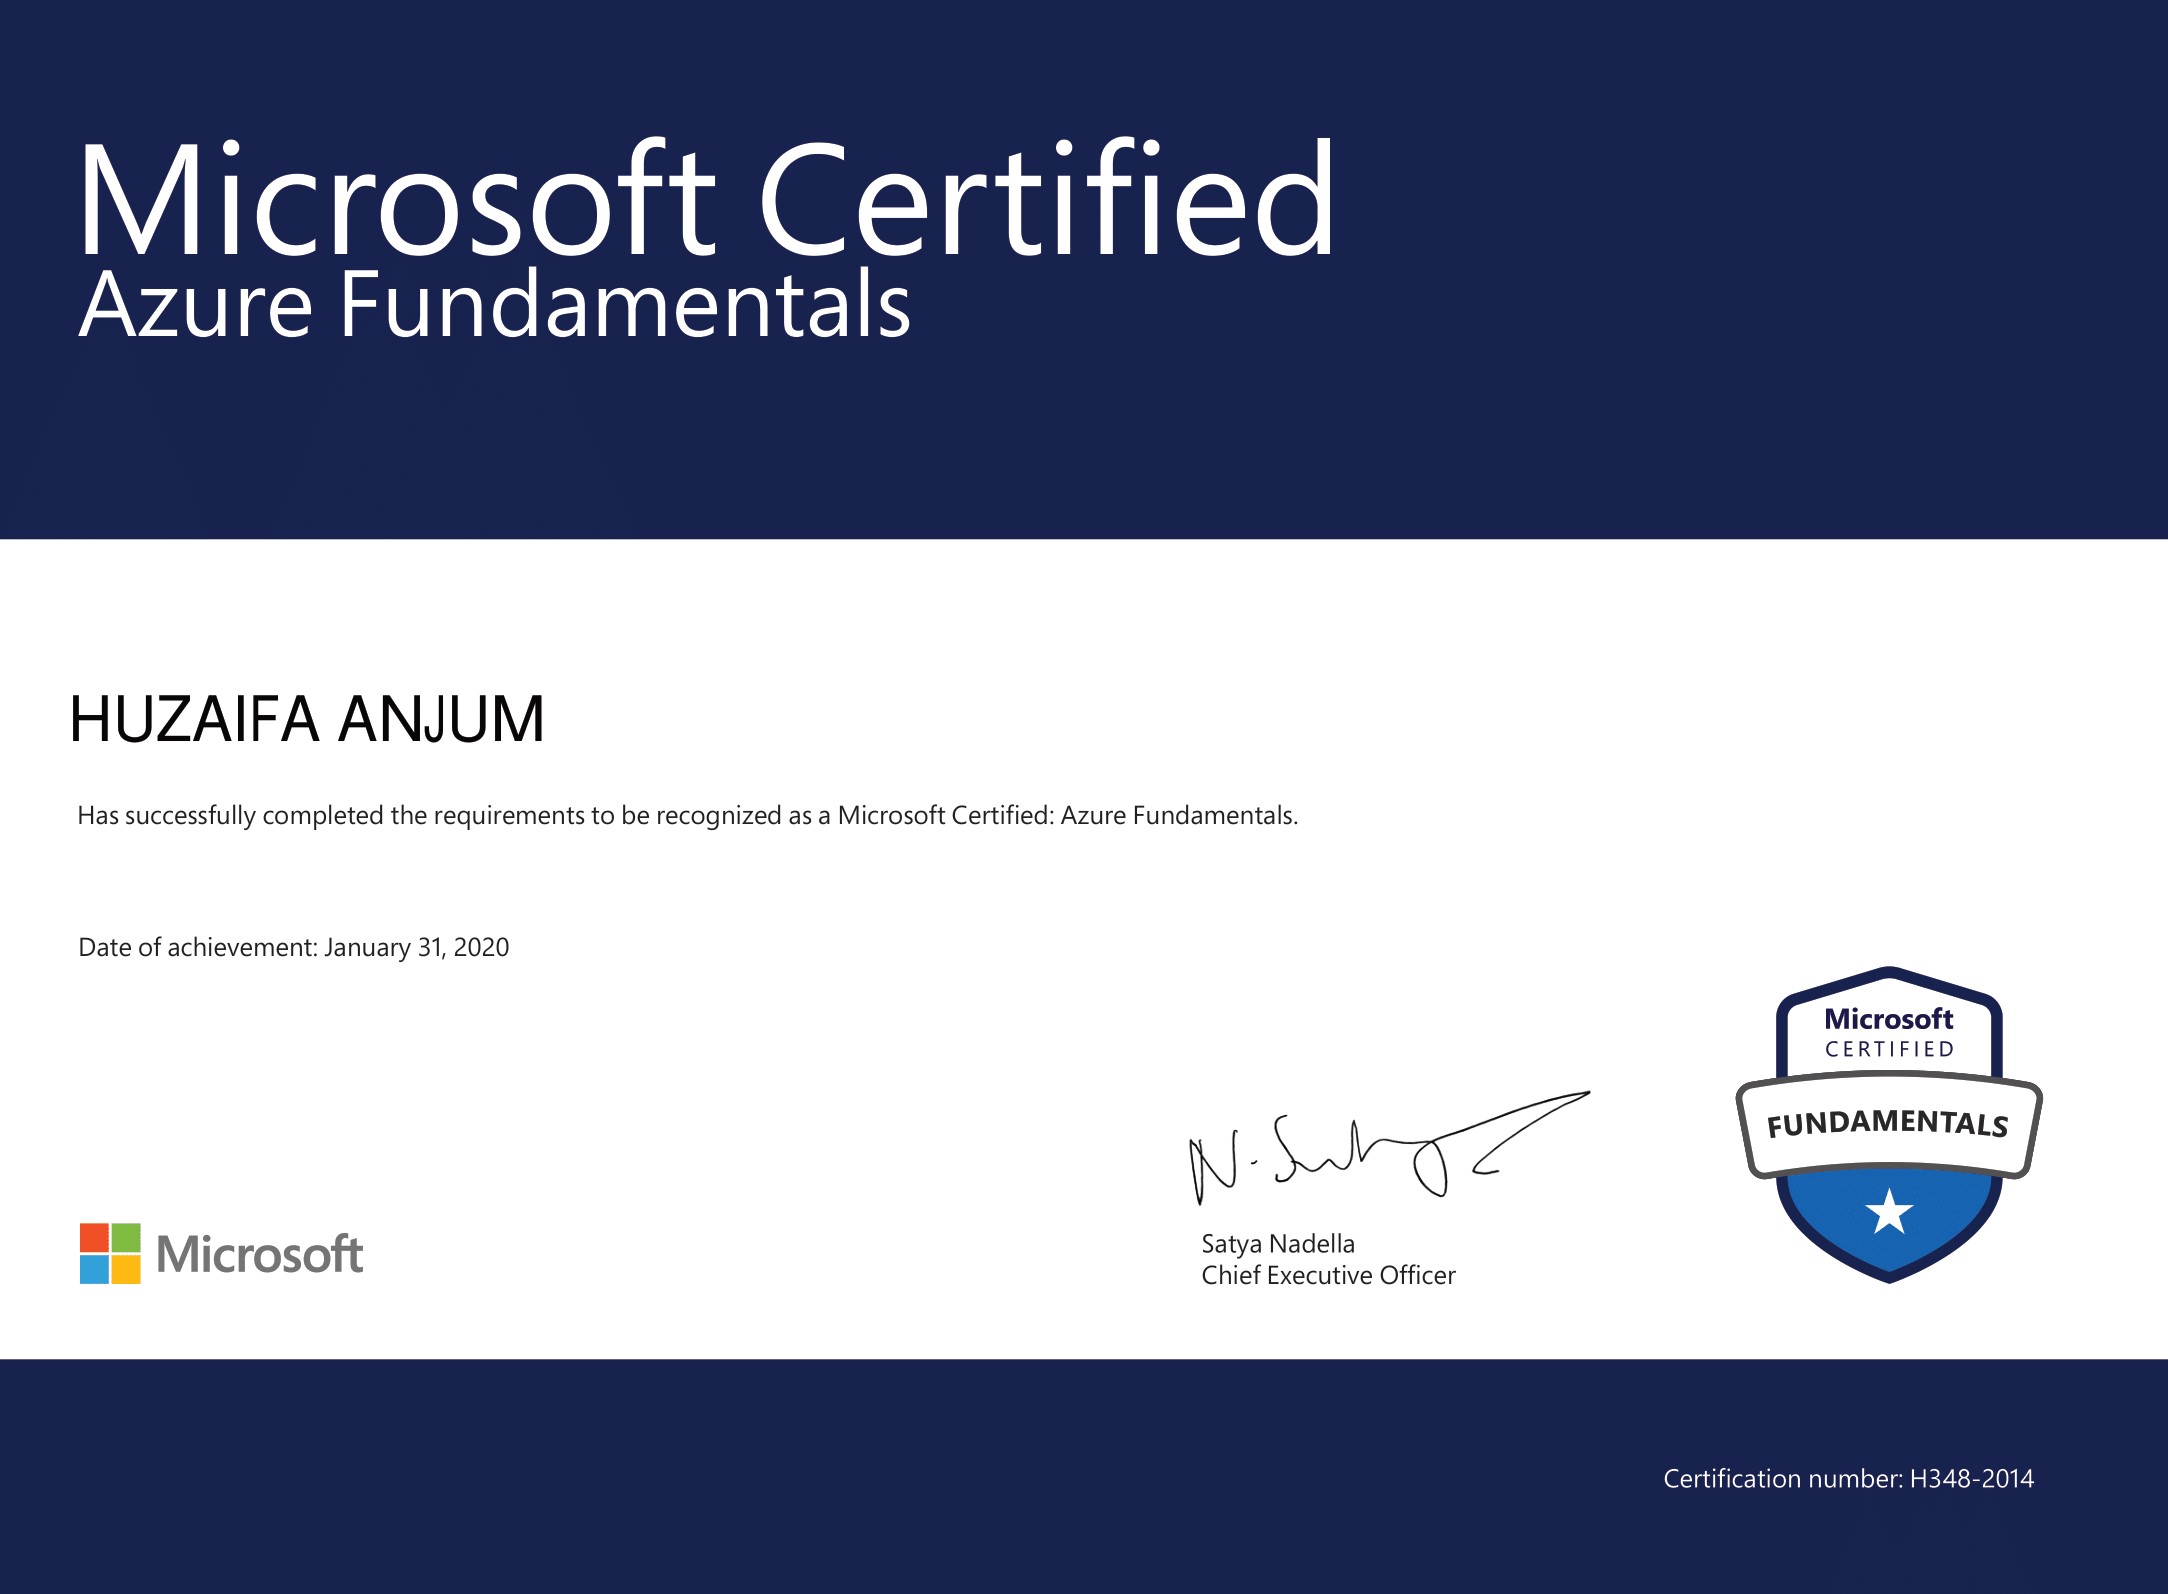 Microsoft Certified
Azure Fundamentals
HUZAIFA ANJUM
Has successfully completed the requirements to be recognized as a Microsoft Certified: Azure Fundamentals.
Date of achievement: January 31, 2020
Microsoft
CERTIFIED
FUNDAMENTALS
Microsoft
Satya Nadella
Chief Executive Officer
Certification number: H348-2014